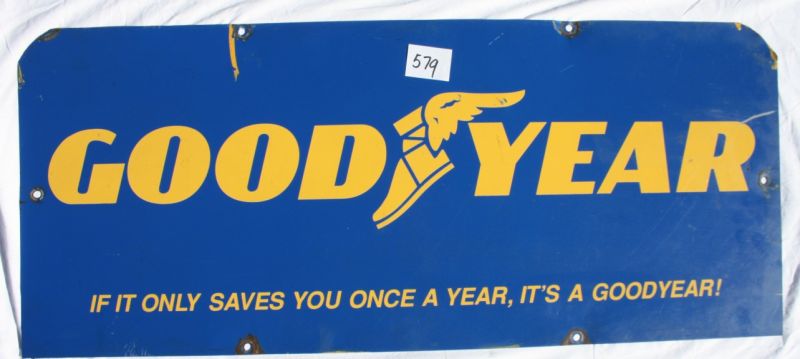 579
GOODYEAR
IF IT ONLY SAVES YOU ONCE A YEAR, IT'S A GOODYEAR!